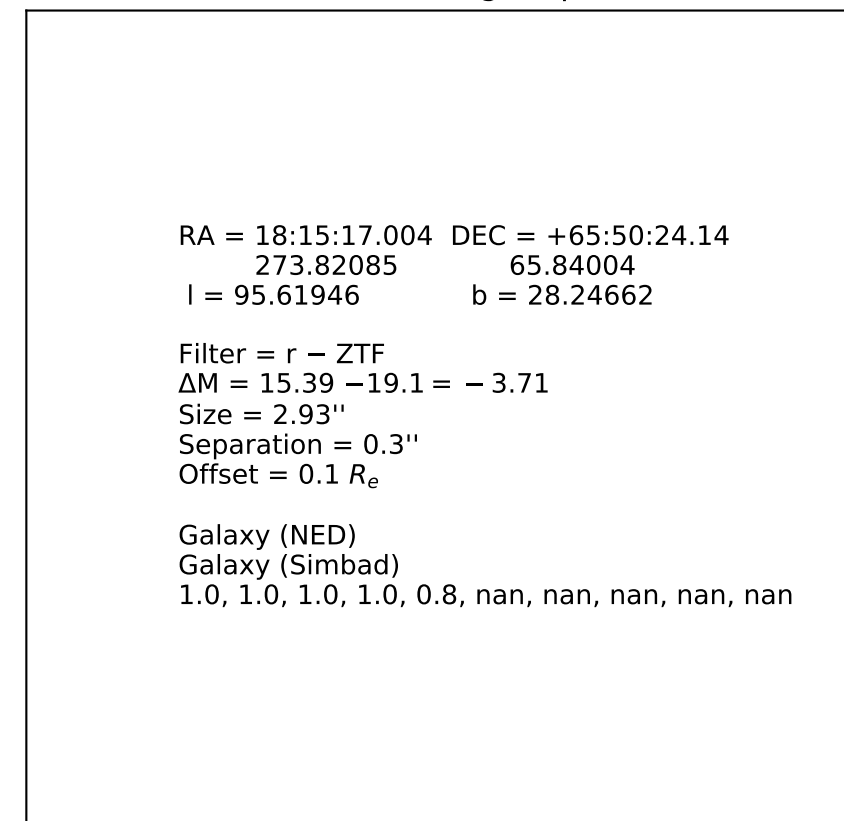 RA = 18:15:17.004  DEC = +65:50:24.14
273.82085  65.84004
l = 95.61946  b = 28.24662
Filter = r − ZTF
ΔM = 15.39 −19.1 = − 3.71
Size = 2.93''
Separation = 0.3''
Offset = 0.1 Re
Galaxy (NED)
Galaxy (Simbad)
1.0, 1.0, 1.0, 1.0, 0.8, nan, nan, nan, nan, nan